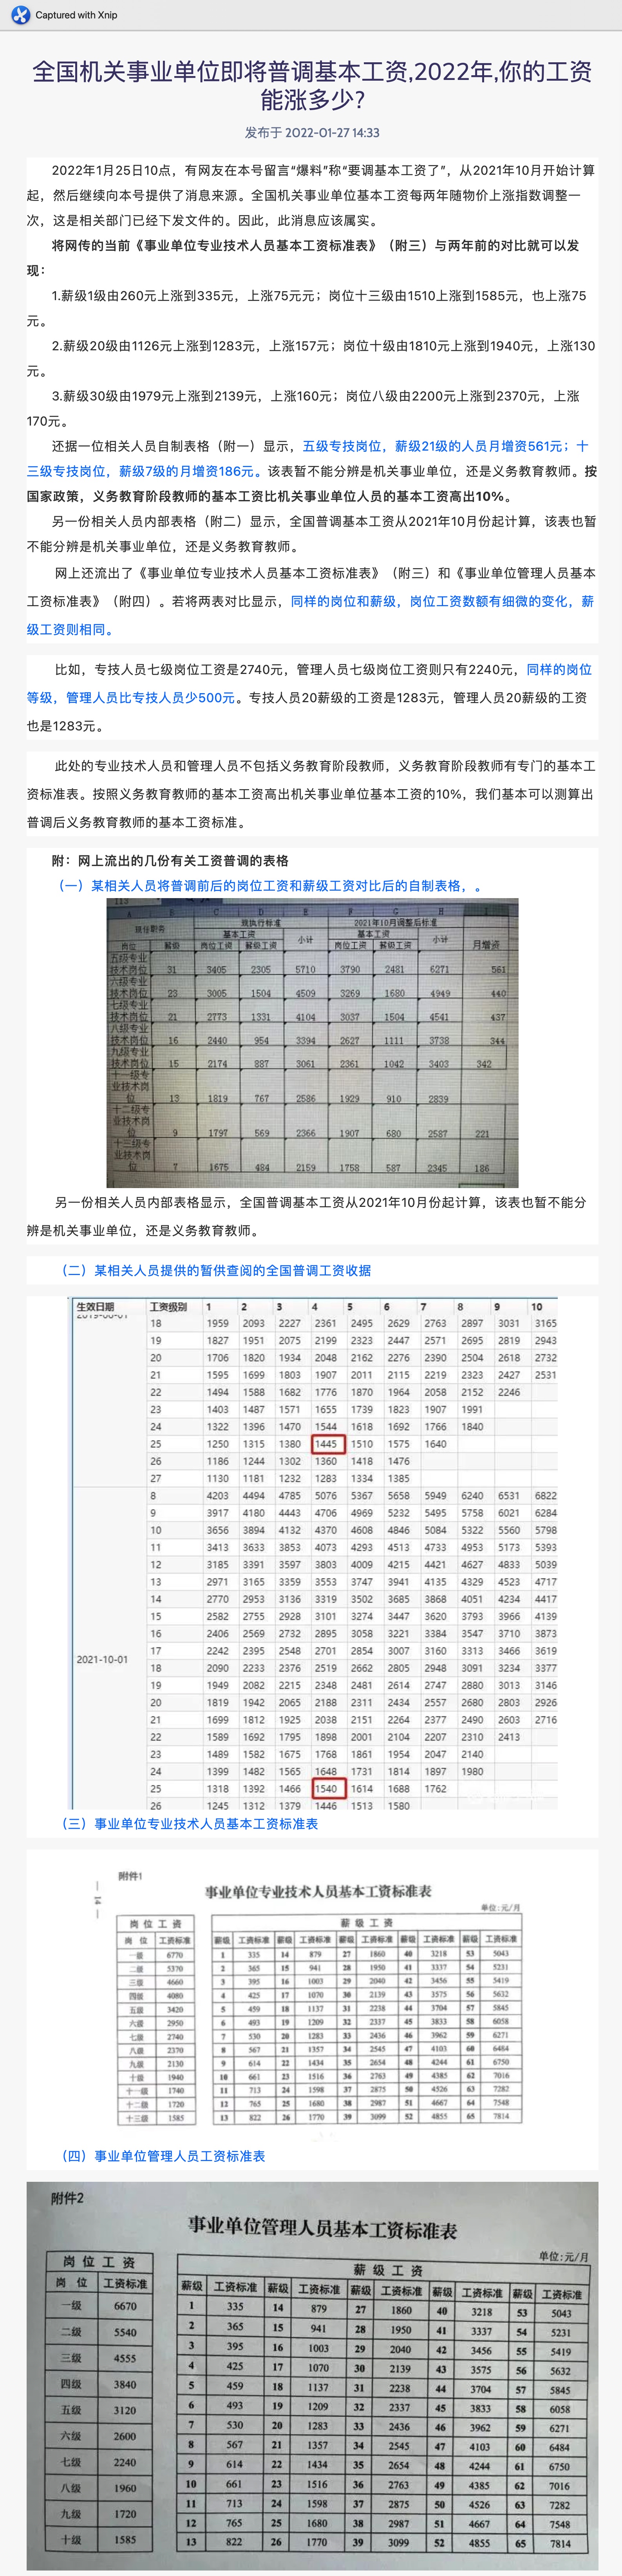 Captured with Xnip
全国机关事业单位即将普调基本工资,2022年,你的工资
能涨多少?
发布于 2022-01-27 14:33
2022年1月25日10点，有网友在本号留言“爆料”称“要调基本工资了”，从2021年10月开始计算
起，然后继续向本号提供了消息来源。全国机关事业单位基本工资每两年随物价上涨指数调整一
次，这是相关部门已经下发文件的。因此，此消息应该属实。
将网传的当前《事业单位专业技术人员基本工资标准表》（附三）与两年前的对比就可以发
现：
1.薪级1级由260元上涨到335元，上涨75元元；岗位十三级由1510上涨到1585元，也上涨75
元。
2.薪级20级由1126元上涨到1283元，上涨157元；岗位十级由1810元上涨到1940元，上涨130
元。
3.薪级30级由1979元上涨到2139元，上涨160元；岗位八级由2200元上涨到2370元，上涨
170元。
还据一位相关人员自制表格（附一）显示，五级专技岗位，薪级21级的人员月增资561元；十
三级专技岗位，薪级7级的月增资186元。该表暂不能分辨是机关事业单位，还是义务教育教师。按
国家政策，义务教育阶段教师的基本工资比机关事业单位人员的基本工资高出10%。
另一份相关人员内部表格（附二）显示，全国普调基本工资从2021年10月份起计算，该表也暂
不能分辨是机关事业单位，还是义务教育教师。
网上还流出了《事业单位专业技术人员基本工资标准表》（附三）和《事业单位管理人员基本
工资标准表》（附四）。若将两表对比显示，同样的岗位和薪级，岗位工资数额有细微的变化，薪
级工资则相同。
比如，专技人员七级岗位工资是2740元，管理人员七级岗位工资则只有2240元，同样的岗位
等级，管理人员比专技人员少500元。专技人员20薪级的工资是1283元，管理人员20薪级的工资
也是1283元。
此处的专业技术人员和管理人员不包括义务教育阶段教师，义务教育阶段教师有专门的基本工
资标准表。按照义务教育教师的基本工资高出机关事业单位基本工资的10%，我们基本可以测算出
普调后义务教育教师的基本工资标准。
附：网上流出的几份有关工资普调的表格
（一）某相关人员将普调前后的岗位工资和薪级工资对比后的自制表格，。
A B C D E F G H I
现任职务 现执行标准 2021年10月调整后标准
基本工资 小计 基本工资 小计 月增资
岗位 薪级 岗位工资 薪级工资 岗位工资 薪级工资
五级专业
技术岗位 31 3405 2305 5710 3790 2481 6271 561
六级专业
技术岗位 23 3005 1504 4509 3269 1680 4949 440
七级专业
技术岗位 21 2773 1331 4104 3037 1504 4541 437
八级专业
技术岗位 16 2440 954 3394 2627 1111 3738 344
九级专业
技术岗位 15 2174 887 3061 2361 1042 3403 342
十一级专
业技术岗
位 13 1819 767 2586 1929 910 2839
十二级专
业技术岗
位 9 1797 569 2366 1907 680 2587 221
十三级专
业技术岗
位 7 1675 484 2159 1758 587 2345 186
另一份相关人员内部表格显示，全国普调基本工资从2021年10月份起计算，该表也暂不能分
辨是机关事业单位，还是义务教育教师。
（二）某相关人员提供的暂供查阅的全国普调工资收据
生效日期 工资级别 1 2 3 4 5 6 7 8 9 10
18 1959 2093 2227 2361 2495 2629 2763 2897 3031 3165
19 1827 1951 2075 2199 2323 2447 2571 2695 2819 2943
20 1706 1820 1934 2048 2162 2276 2390 2504 2618 2732
21 1595 1699 1803 1907 2011 2115 2219 2323 2427 2531
22 1494 1588 1682 1776 1870 1964 2058 2152 2246
23 1403 1487 1571 1655 1739 1823 1907 1991
24 1322 1396 1470 1544 1618 1692 1766 1840
25 1250 1315 1380 1445 1510 1575 1640
26 1186 1244 1302 1360 1418 1476
27 1130 1181 1232 1283 1334 1385
8 4203 4494 4785 5076 5367 5658 5949 6240 6531 6822
9 3917 4180 4443 4706 4969 5232 5495 5758 6021 6284
10 3656 3894 4132 4370 4608 4846 5084 5322 5560 5798
11 3413 3633 3853 4073 4293 4513 4733 4953 5173 5393
12 3185 3391 3597 3803 4009 4215 4421 4627 4833 5039
13 2971 3165 3359 3553 3747 3941 4135 4329 4523 4717
14 2770 2953 3136 3319 3502 3685 3868 4051 4234 4417
15 2582 2755 2928 3101 3274 3447 3620 3793 3966 4139
16 2406 2569 2732 2895 3058 3221 3384 3547 3710 3873
17 2242 2395 2548 2701 2854 3007 3160 3313 3466 3619
2021-10-01
18 2090 2233 2376 2519 2662 2805 2948 3091 3234 3377
19 1949 2082 2215 2348 2481 2614 2747 2880 3013 3146
20 1819 1942 2065 2188 2311 2434 2557 2680 2803 2926
21 1699 1812 1925 2038 2151 2264 2377 2490 2603 2716
22 1589 1692 1795 1898 2001 2104 2207 2310 2413
23 1489 1582 1675 1768 1861 1954 2047 2140
24 1399 1482 1565 1648 1731 1814 1897 1980
25 1318 1392 1466 1540 1614 1688 1762
26 1245 1312 1379 1446 1513 1580
（三）事业单位专业技术人员基本工资标准表
附件1
— 14 —
事业单位专业技术人员基本工资标准表
单位:元/月
岗位工资 薪级工资
岗位 工资标准 薪级 工资标准 薪级 工资标准 薪级 工资标准 薪级 工资标准 薪级 工资标准
一级 6770 1 335 14 879 27 1860 40 3218 53 5043
二级 5370 2 365 15 941 28 1950 41 3337 54 5231
三级 4660 3 395 16 1003 29 2040 42 3456 55 5419
四级 4080 4 425 17 1070 30 2139 43 3575 56 5632
五级 3420 5 459 18 1137 31 2238 44 3704 57 5845
六级 2950 6 493 19 1209 32 2337 45 3833 58 6058
七级 2740 7 530 20 1283 33 2436 46 3962 59 6271
八级 2370 8 567 21 1357 34 2545 47 4103 60 6484
九级 2130 9 614 22 1434 35 2654 48 4244 61 6750
十级 1940 10 661 23 1516 36 2763 49 4385 62 7016
十一级 1740 11 713 24 1598 37 2875 50 4526 63 7282
十二级 1720 12 765 25 1680 38 2987 51 4667 64 7548
十三级 1585 13 822 26 1770 39 3099 52 4855 65 7814
（四）事业单位管理人员工资标准表
附件2
事业单位管理人员基本工资标准表
单位:元/月
岗位工资 薪级工资
岗位 工资标准 薪级 工资标准 薪级 工资标准 薪级 工资标准 薪级 工资标准 薪级 工资标准
一级 6670 1 335 14 879 27 1860 40 3218 53 5043
二级 5540 2 365 15 941 28 1950 41 3337 54 5231
三级 4555 3 395 16 1003 29 2040 42 3456 55 5419
四级 3840 4 425 17 1070 30 2139 43 3575 56 5632
五级 3120 5 459 18 1137 31 2238 44 3704 57 5845
六级 2600 6 493 19 1209 32 2337 45 3833 58 6058
七级 2240 7 530 20 1283 33 2436 46 3962 59 6271
八级 1960 8 567 21 1357 34 2545 47 4103 60 6484
九级 1720 9 614 22 1434 35 2654 48 4244 61 6750
十级 1585 10 661 23 1516 36 2763 49 4385 62 7016
11 713 24 1598 37 2875 50 4526 63 7282
12 765 25 1680 38 2987 51 4667 64 7548
13 822 26 1770 39 3099 52 4855 65 7814